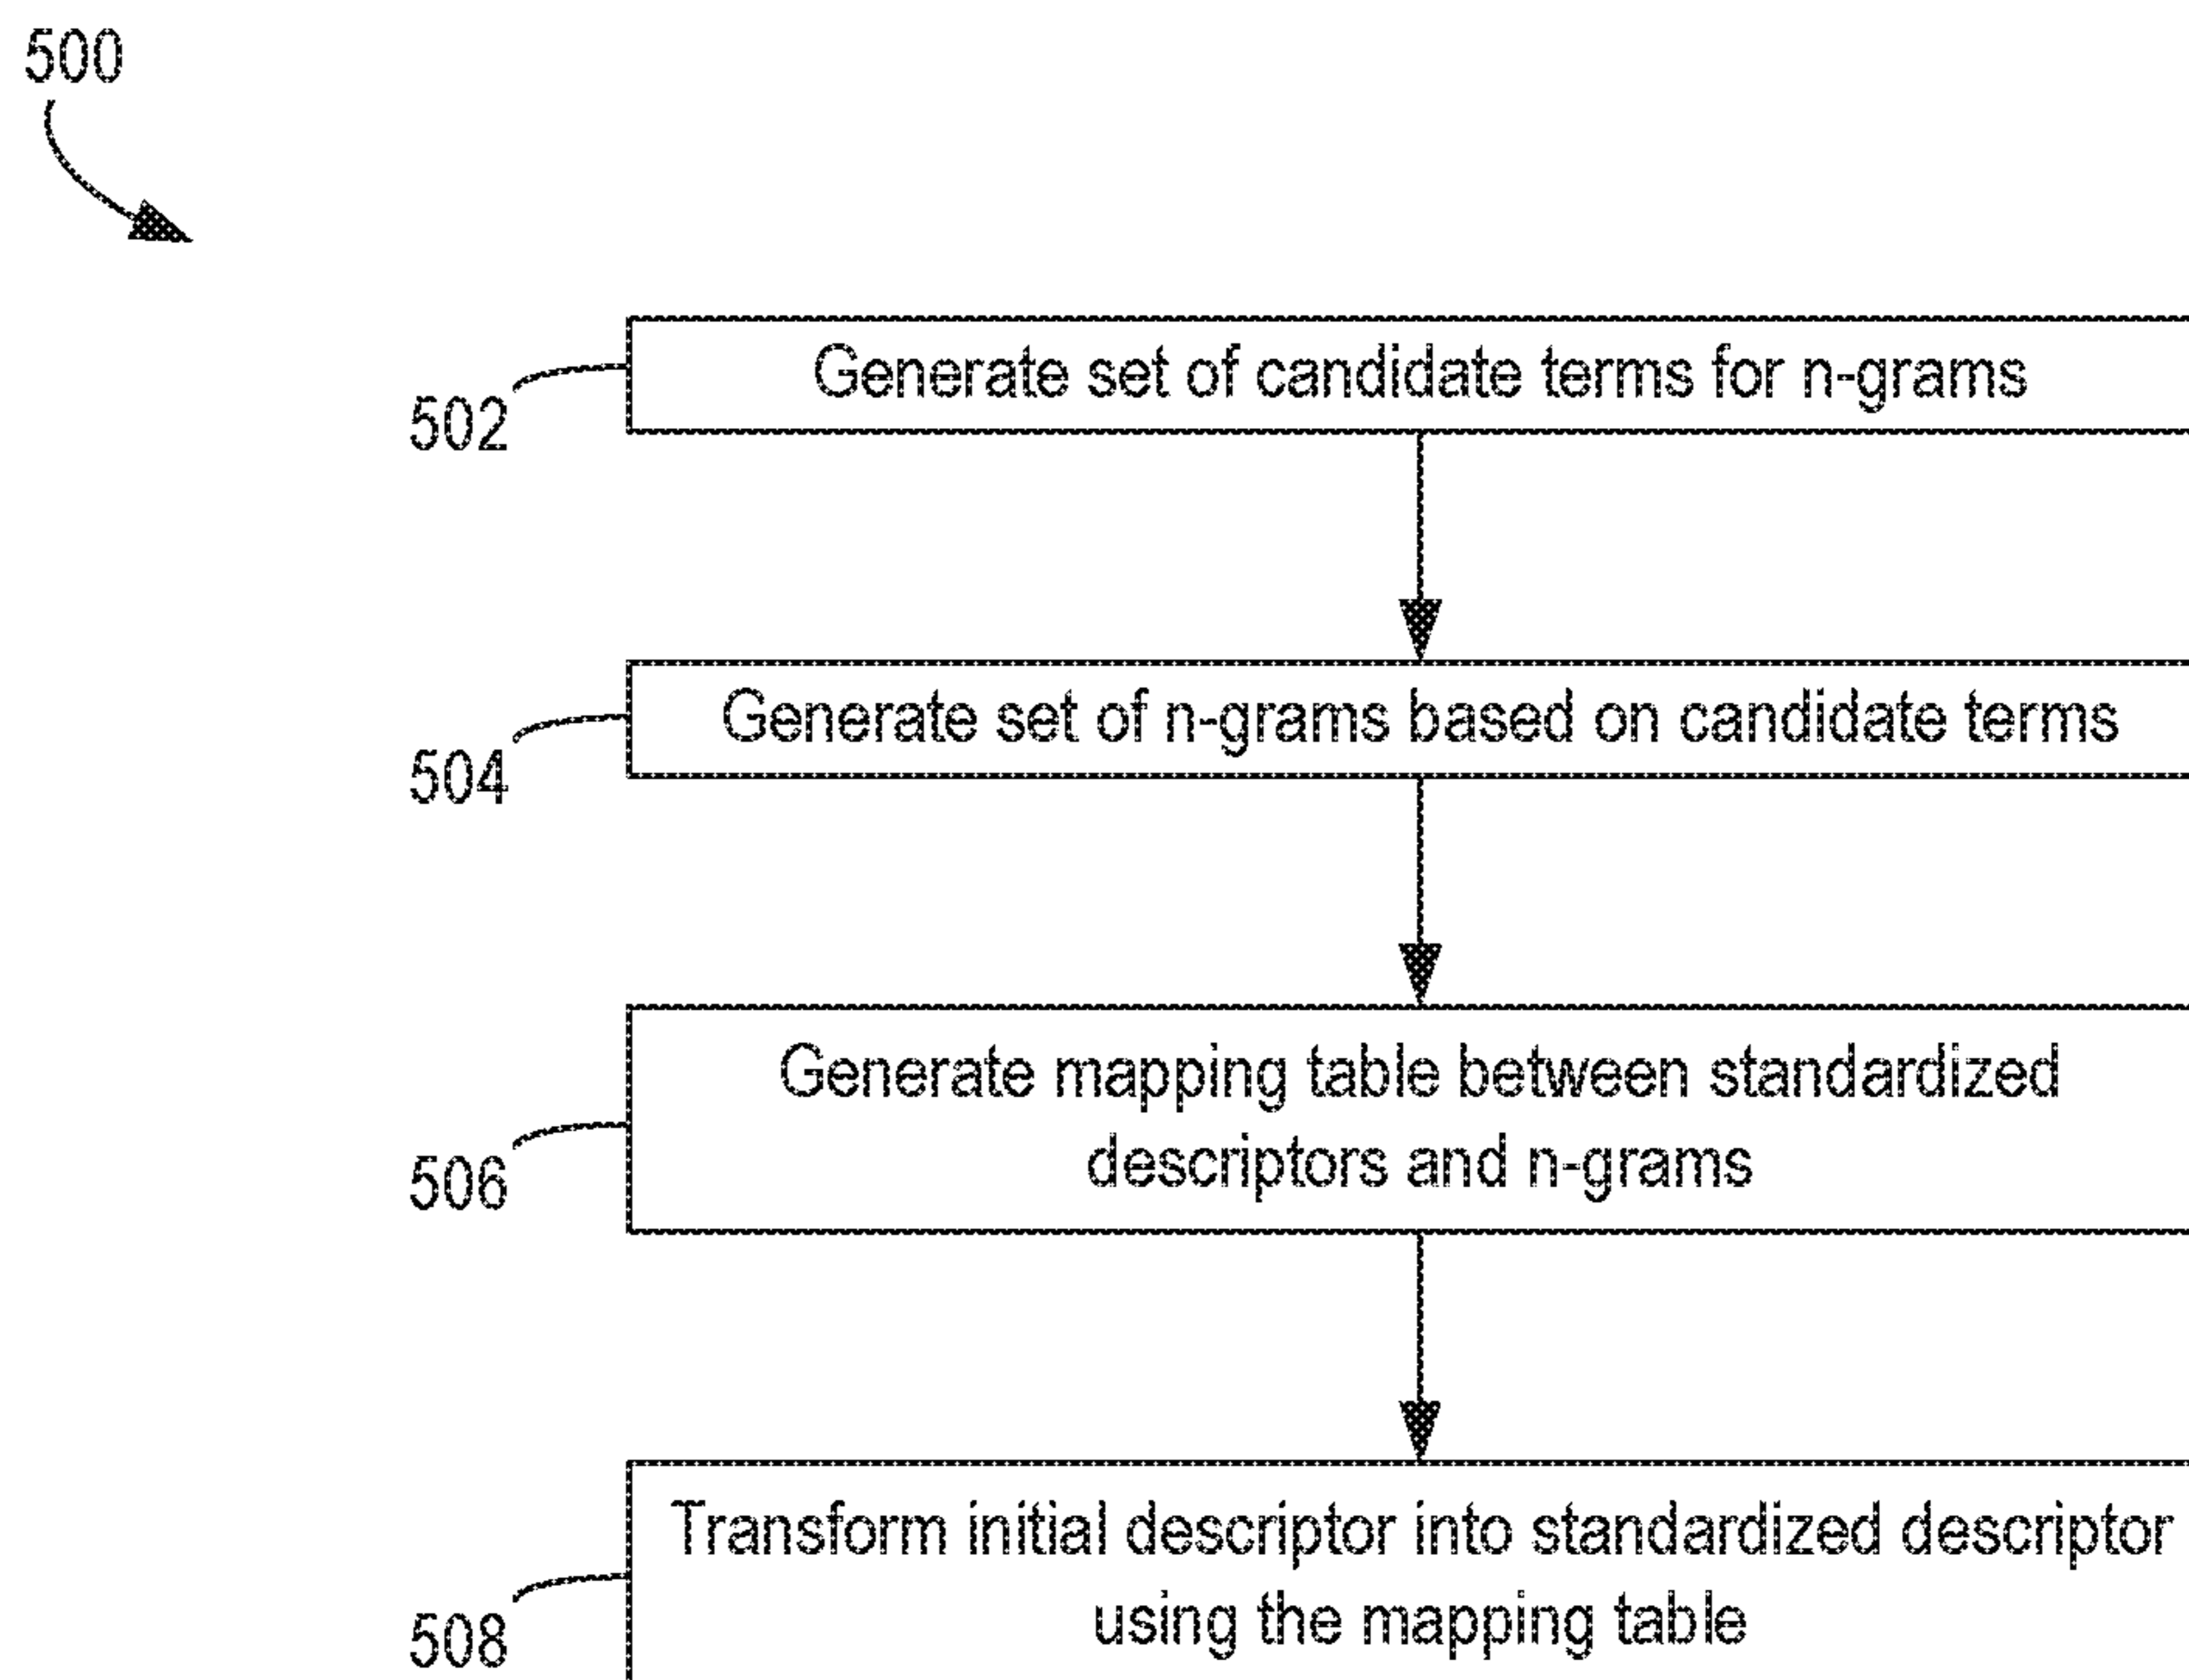 500
Generate set of candidate terms for n-grams
502
Generate set of n-grams based on candidate terms
504
Generate mapping table between standardized
descriptors and n-grams
506
Transform initial descriptor into standardized descriptor
using the mapping table
508